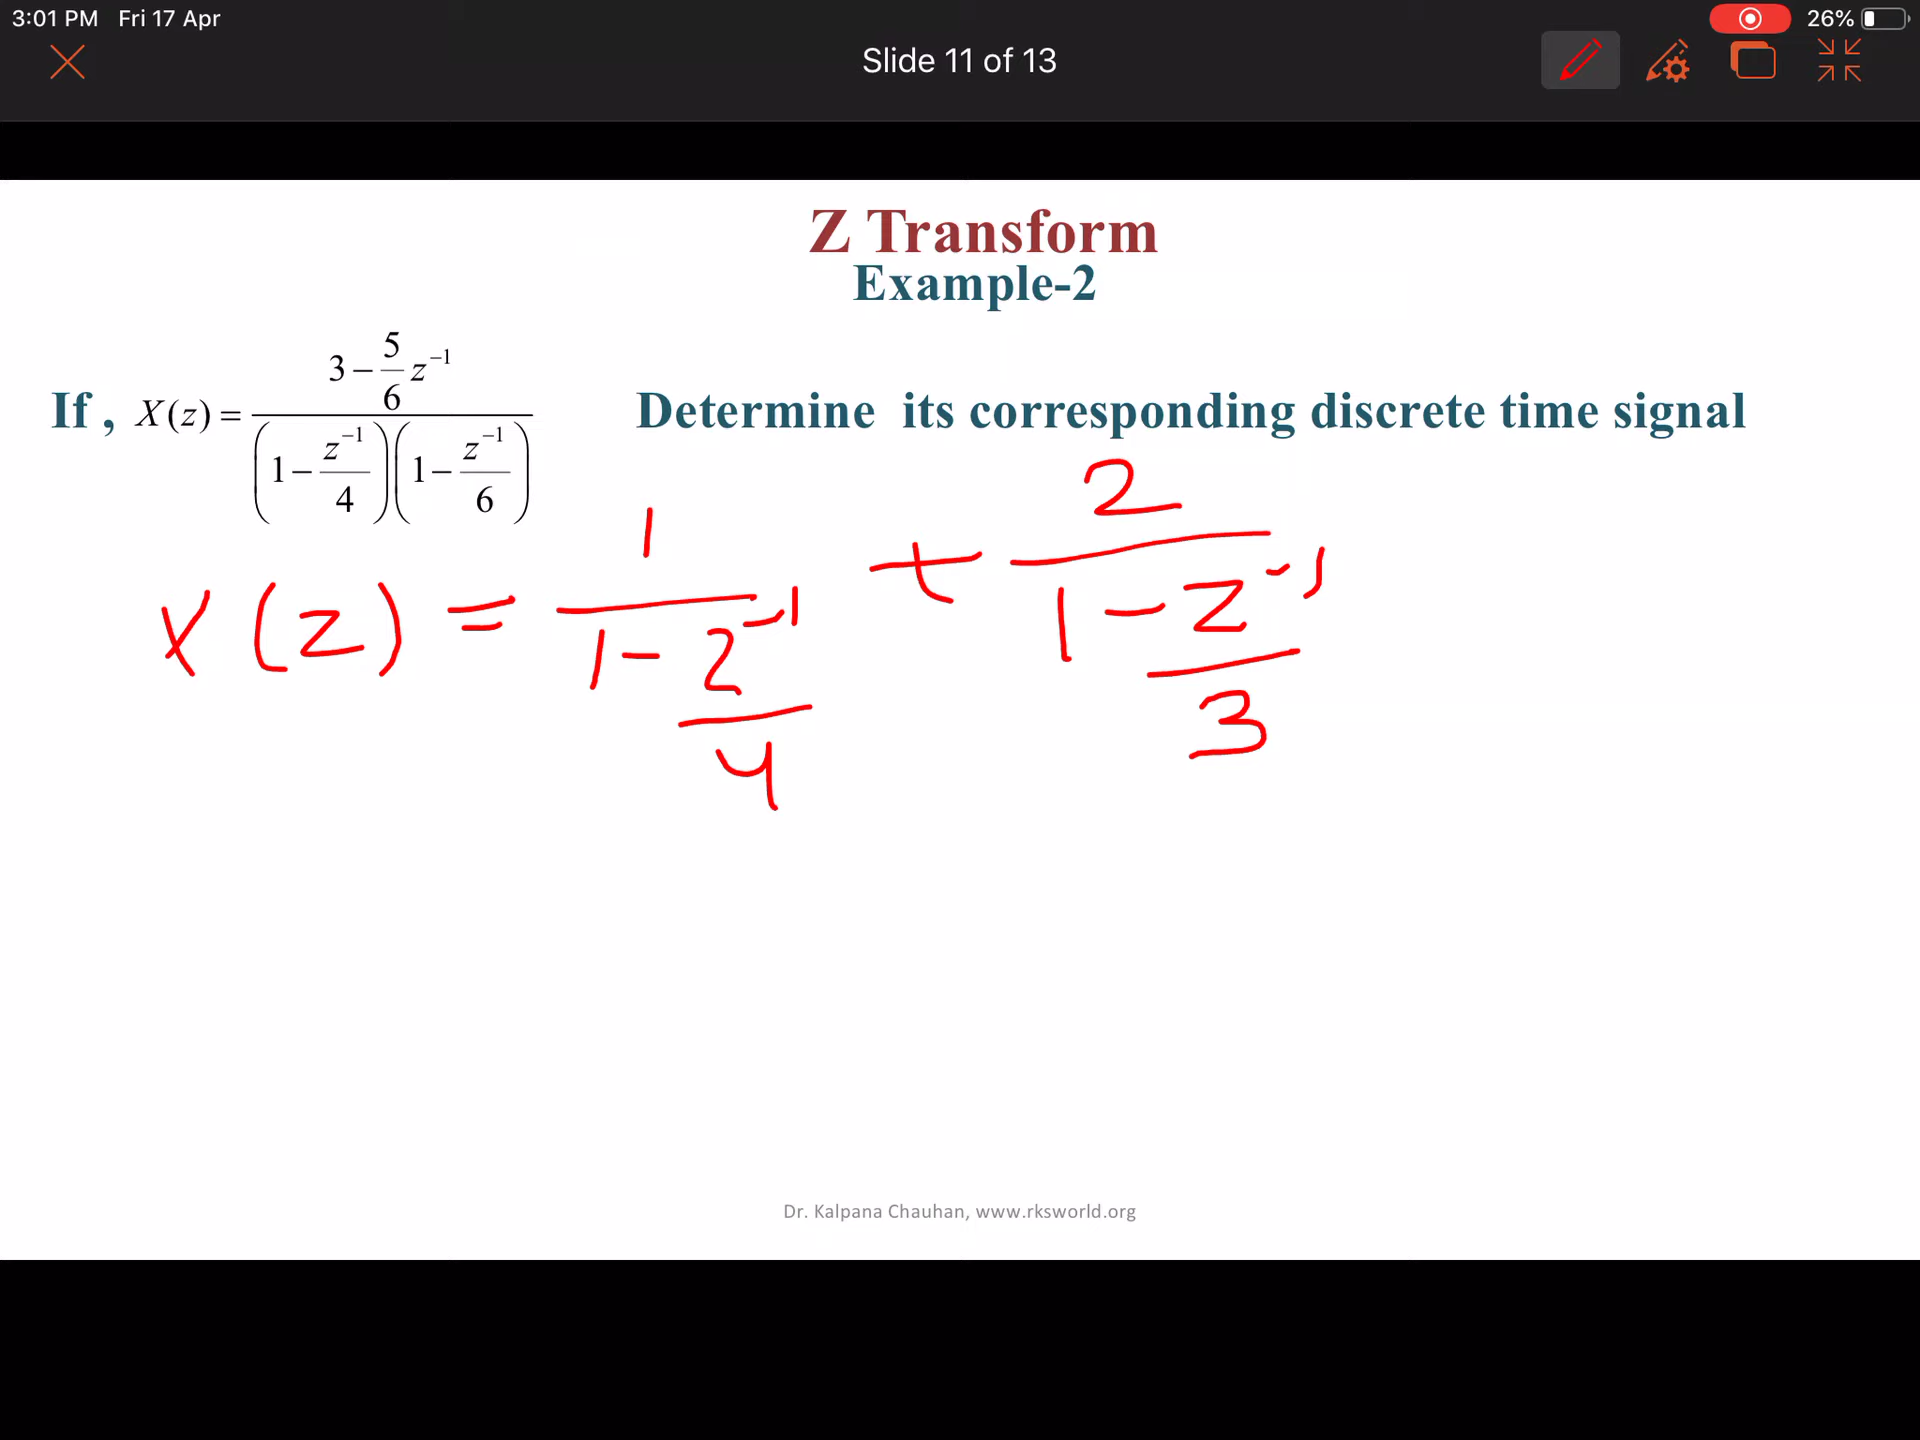 3:01 PM Fri 17 Apr 26%
Slide 11 of 13
Z Transform
Example-2
If , X(z) = (3 − 5/6 z⁻¹) / ((1 − z⁻¹/4)(1 − z⁻¹/6)) Determine its corresponding discrete time signal
X(z) = 1/(1 − z⁻¹/4) + 2/(1 − z⁻¹/3)
Dr. Kalpana Chauhan, www.rksworld.org